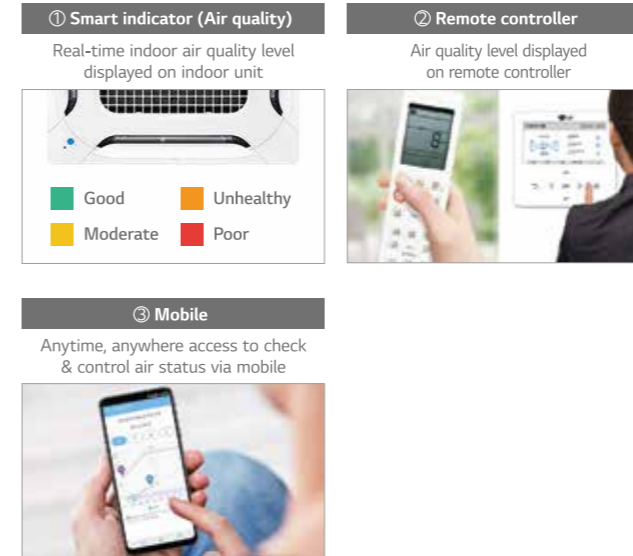 ① Smart indicator (Air quality)
Real-time indoor air quality level
displayed on indoor unit
Good
Unhealthy
Moderate
Poor
② Remote controller
Air quality level displayed
on remote controller
LG
③ Mobile
Anytime, anywhere access to check
& control air status via mobile